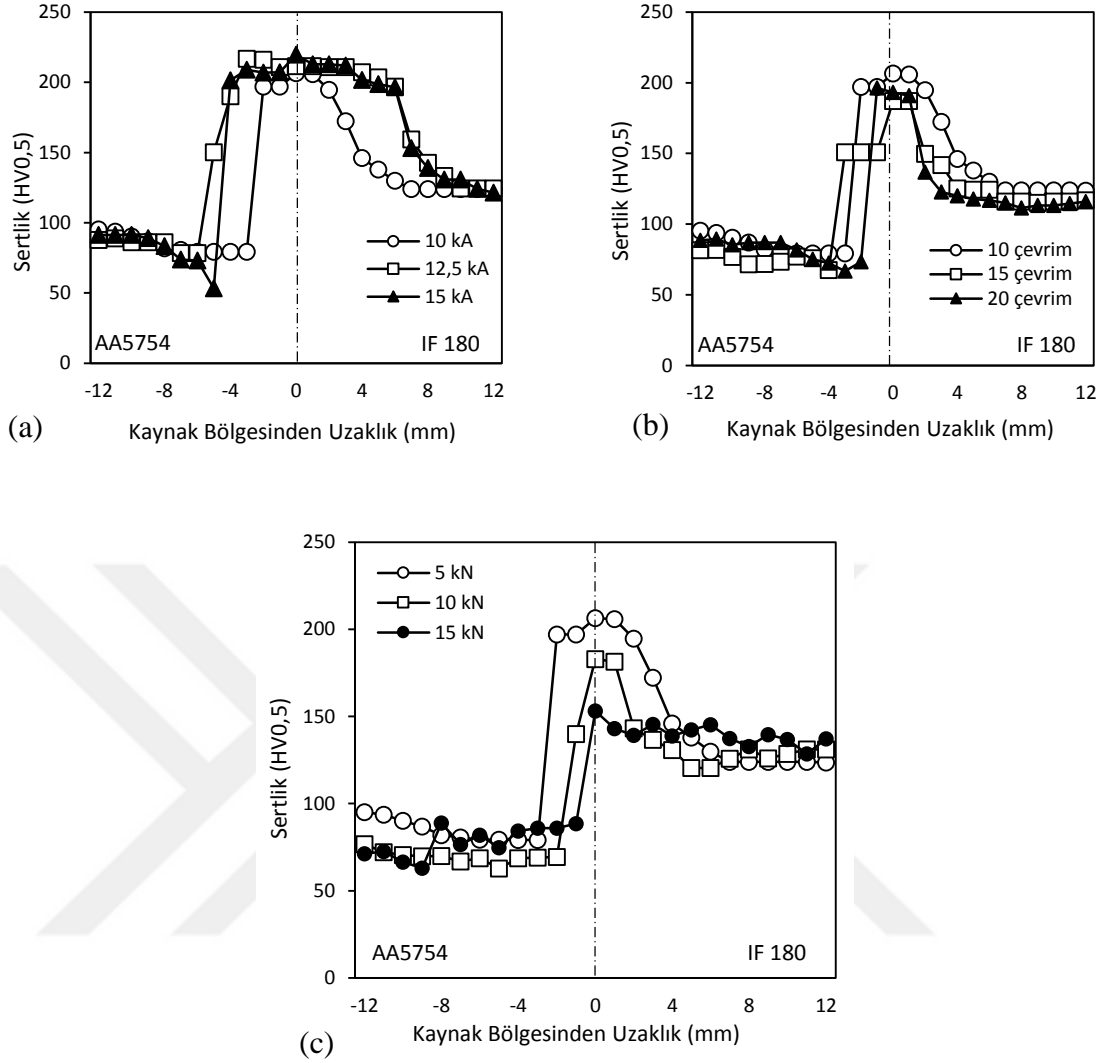 250
200
150
100
50
0
Sertlik (HV0,5)
10 kA
12,5 kA
15 kA
AA5754 IF 180
-12 -8 -4 0 4 8 12
Kaynak Bölgesinden Uzaklık (mm)
(a)
250
200
150
100
50
0
Sertlik (HV0,5)
10 çevrim
15 çevrim
20 çevrim
AA5754 IF 180
-12 -8 -4 0 4 8 12
Kaynak Bölgesinden Uzaklık (mm)
(b)
250
200
150
100
50
0
Sertlik (HV0,5)
5 kN
10 kN
15 kN
AA5754 IF 180
-12 -8 -4 0 4 8 12
Kaynak Bölgesinden Uzaklık (mm)
(c)